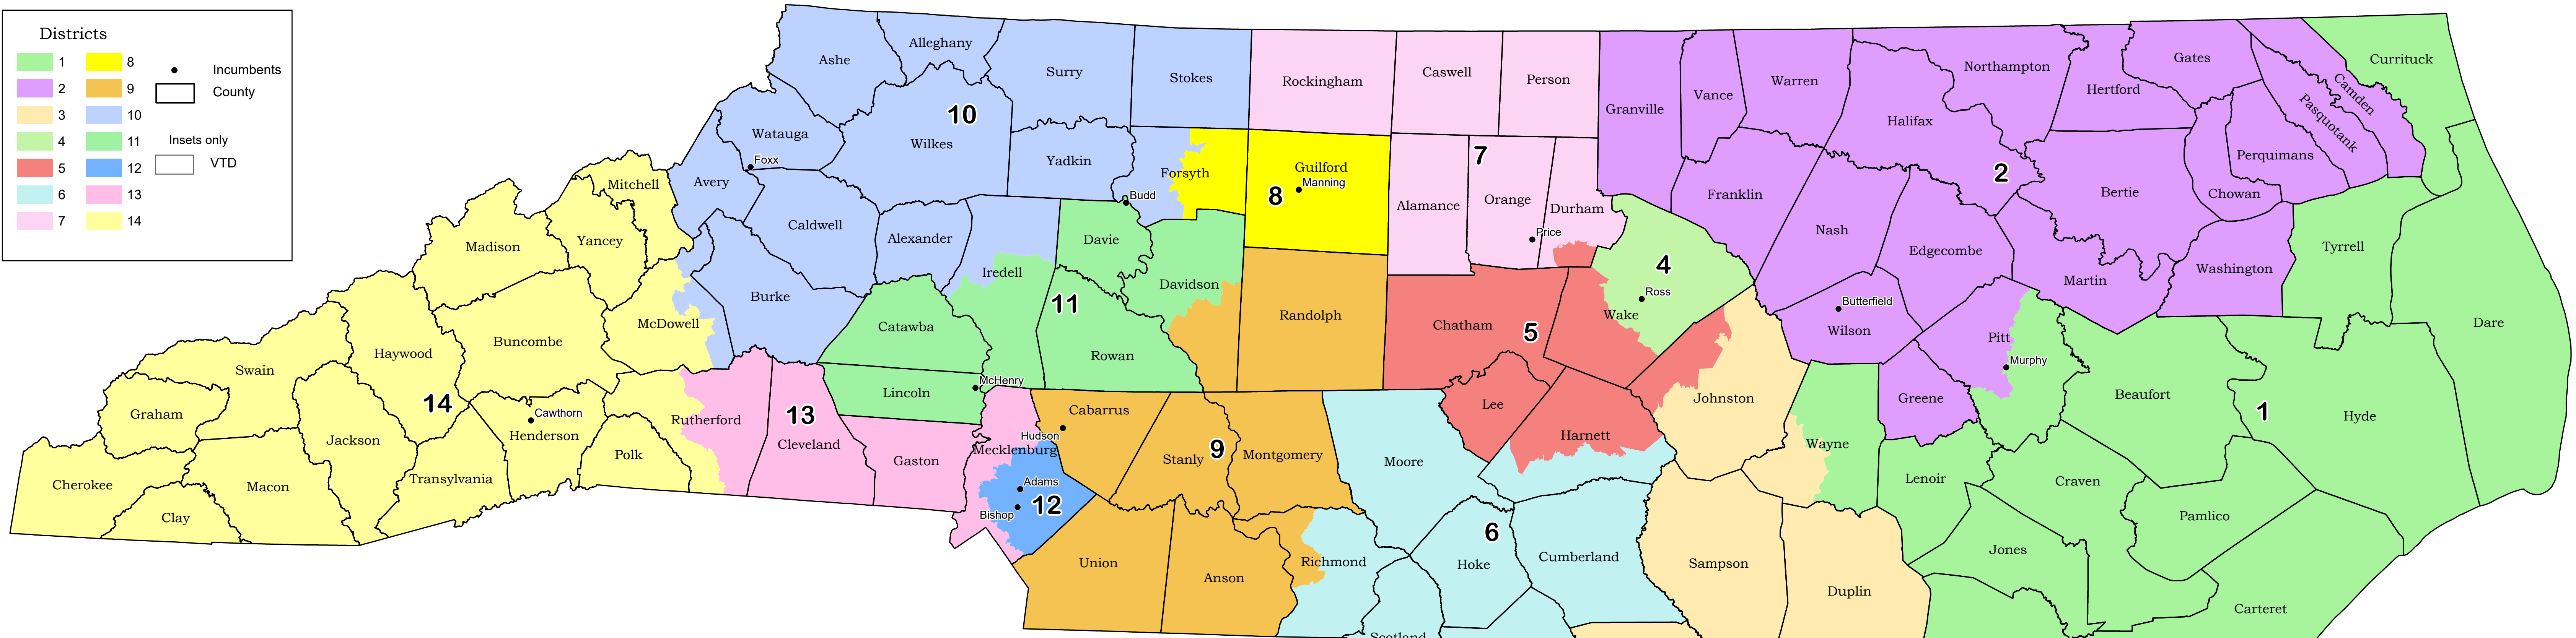 Districts
1 8
2 9
3 10
4 11
5 12
6 13
7 14
Incumbents
County
Insets only
VTD
Ashe
Alleghany
Surry
Stokes
Rockingham
Caswell
Person
Granville
Vance
Warren
Northampton
Hertford
Gates
Camden
Pasquotank
Currituck
Halifax
10
Watauga
Wilkes
Yadkin
Forsyth
Guilford
Manning
8
7
Foxx
Avery
Mitchell
Budd
Alamance
Orange
Durham
Price
Franklin
2
Bertie
Perquimans
Chowan
Madison
Yancey
Caldwell
Alexander
Davie
Iredell
Davidson
4
Ross
Nash
Edgecombe
Butterfield
Wilson
Martin
Washington
Tyrrell
Dare
McDowell
Burke
11
Catawba
Rowan
Randolph
Chatham
5
Wake
Pitt
Murphy
Buncombe
Haywood
Swain
Graham
14
Cawthorn
Henderson
Rutherford
13
Cleveland
Lincoln
McHenry
Cabarrus
Hudson
Mecklenburg
Gaston
Stanly
9
Montgomery
Moore
Lee
Harnett
Johnston
Wayne
Greene
Beaufort
1
Hyde
Jackson
Polk
Transylvania
Macon
Cherokee
Clay
Adams
Bishop
12
Union
Anson
Richmond
Hoke
6
Cumberland
Sampson
Duplin
Lenoir
Craven
Pamlico
Jones
Carteret
Scotland